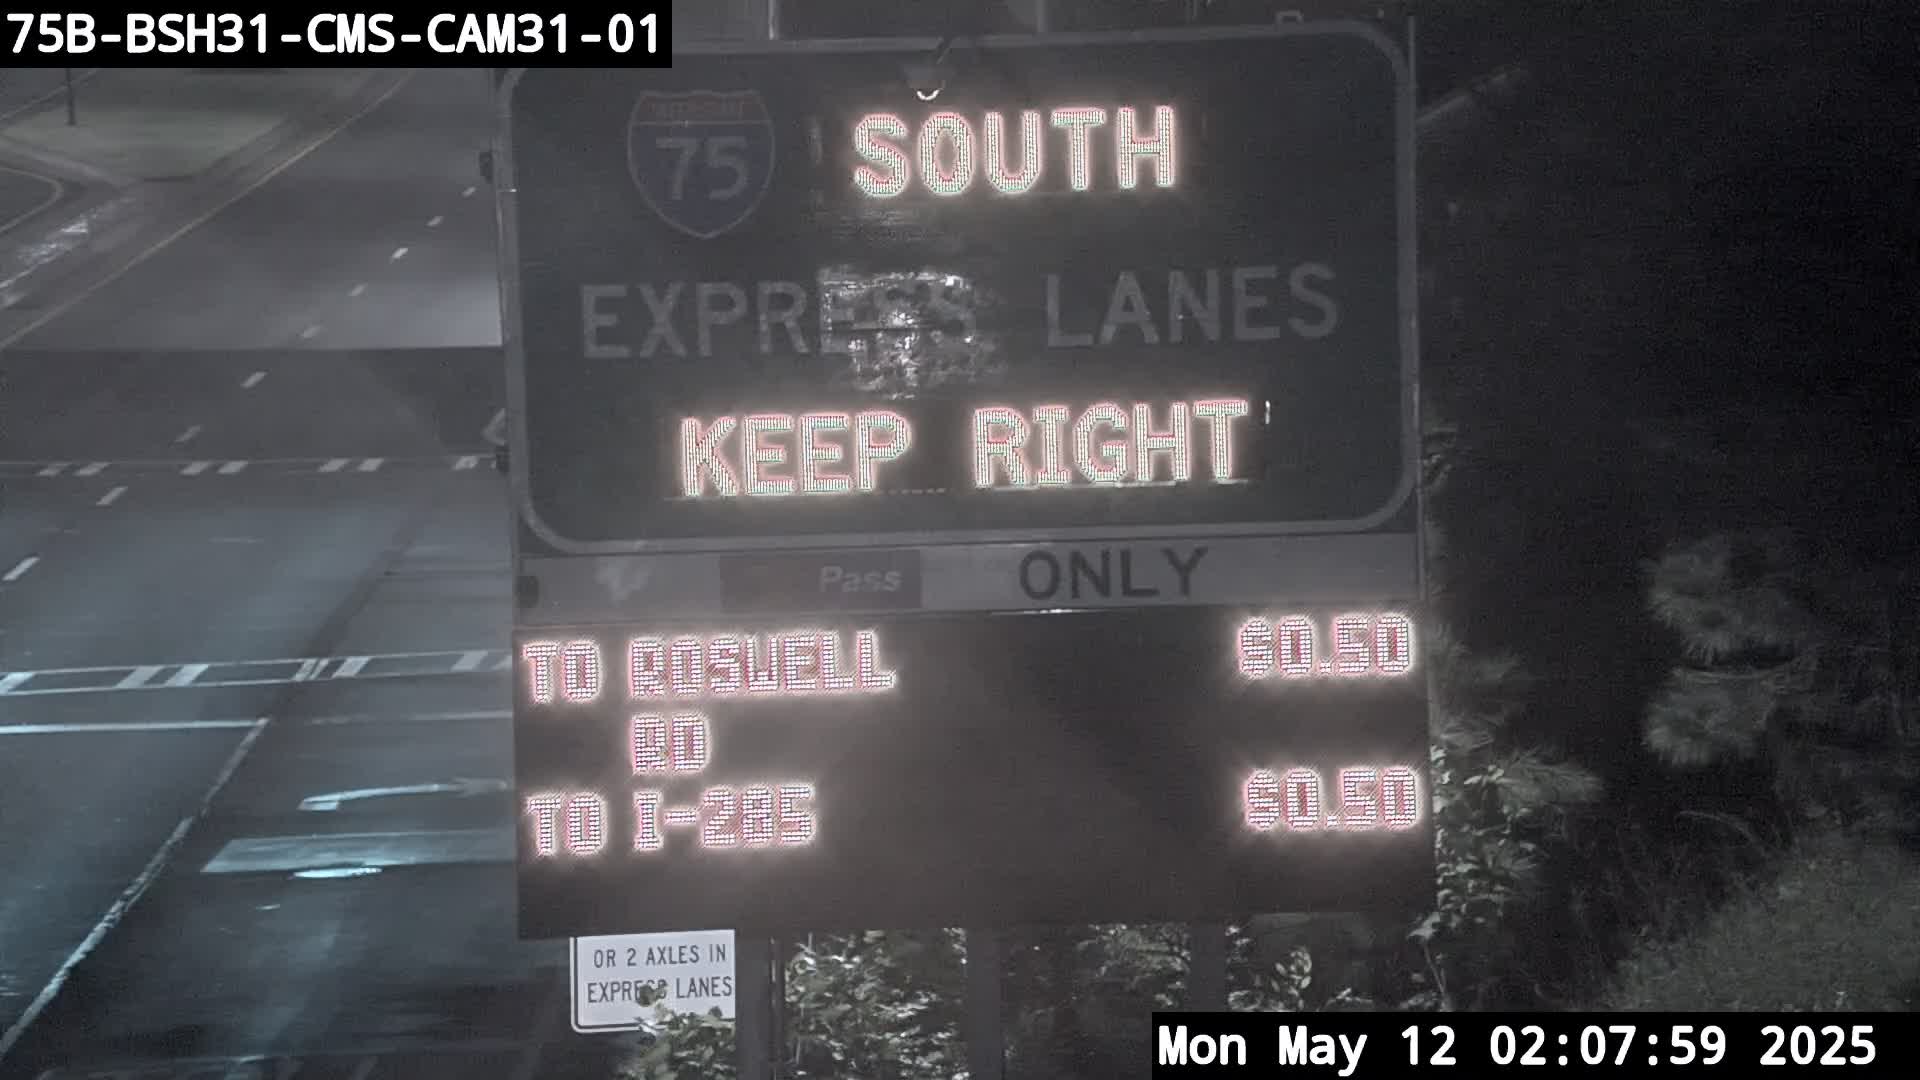 75B-BSH31-CMS-CAM31-01
INTERSTATE
75
SOUTH
EXPRESS LANES
KEEP RIGHT
Pass ONLY
TO ROSWELL $0.50
RD
TO I-285 $0.50
OR 2 AXLES IN
EXPRESS LANES
Mon May 12 02:07:59 2025